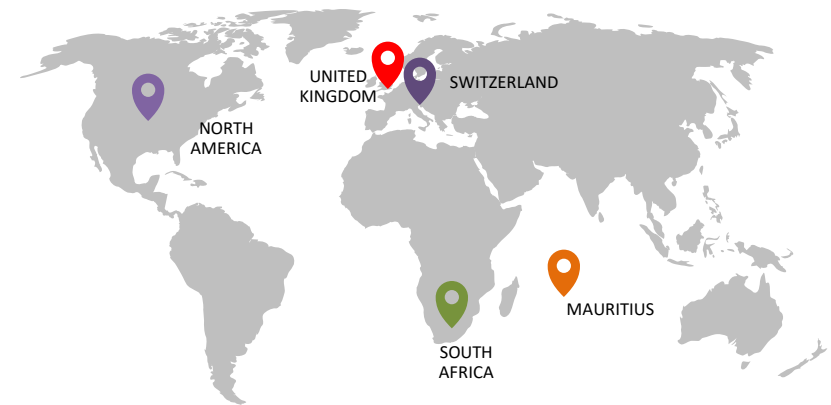 UNITED
KINGDOM
SWITZERLAND
NORTH
AMERICA
MAURITIUS
SOUTH
AFRICA